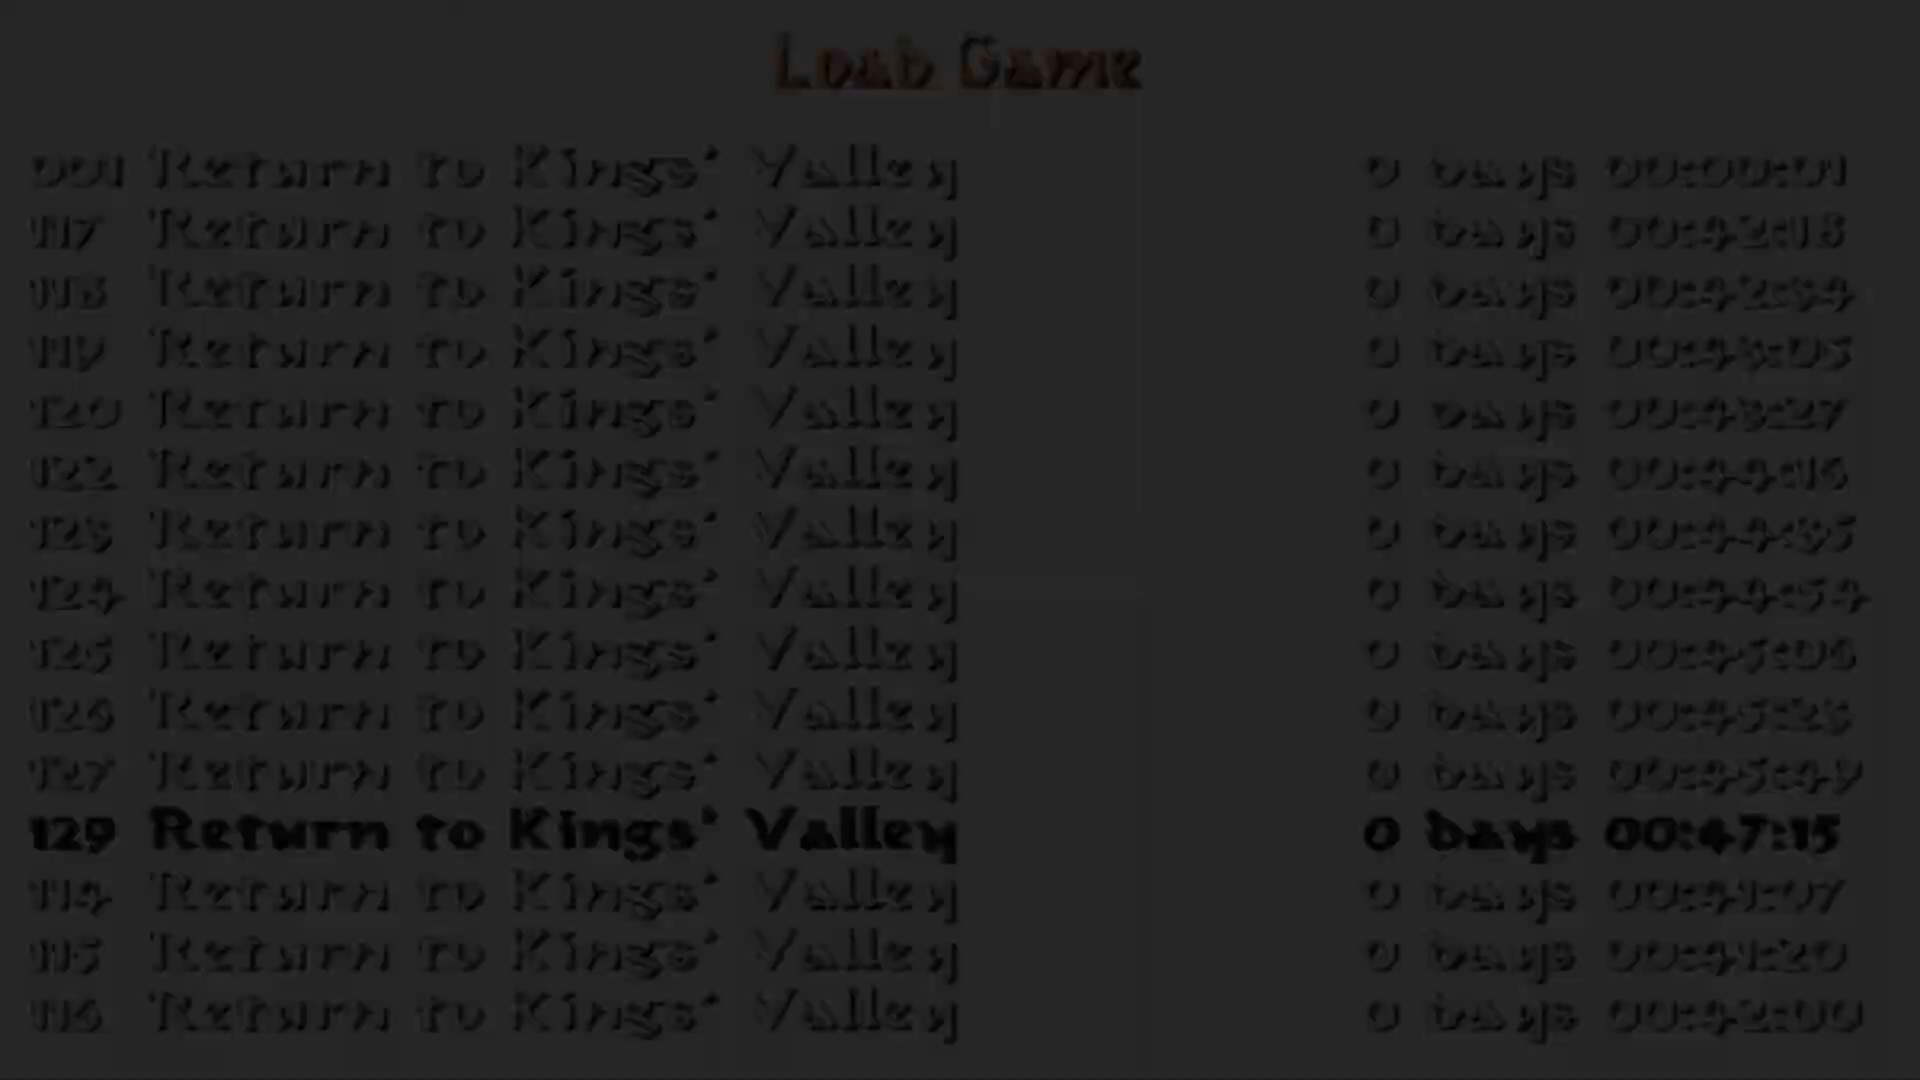 Load Game
001 Return to Kings' Valley 0 days 00:00:01
117 Return to Kings' Valley 0 days 00:42:18
118 Return to Kings' Valley 0 days 00:42:34
119 Return to Kings' Valley 0 days 00:43:05
120 Return to Kings' Valley 0 days 00:43:27
122 Return to Kings' Valley 0 days 00:44:16
123 Return to Kings' Valley 0 days 00:44:35
124 Return to Kings' Valley 0 days 00:44:54
125 Return to Kings' Valley 0 days
126 Return to Kings' Valley 0 days 00:45:23
127 Return to Kings' Valley 0 days 00:45:49
129 Return to Kings' Valley 0 days 00:47:15
114 Return to Kings' Valley 0 days 00:41:07
115 Return to Kings' Valley 0 days 00:41:20
116 Return to Kings' Valley 0 days 00:42:00